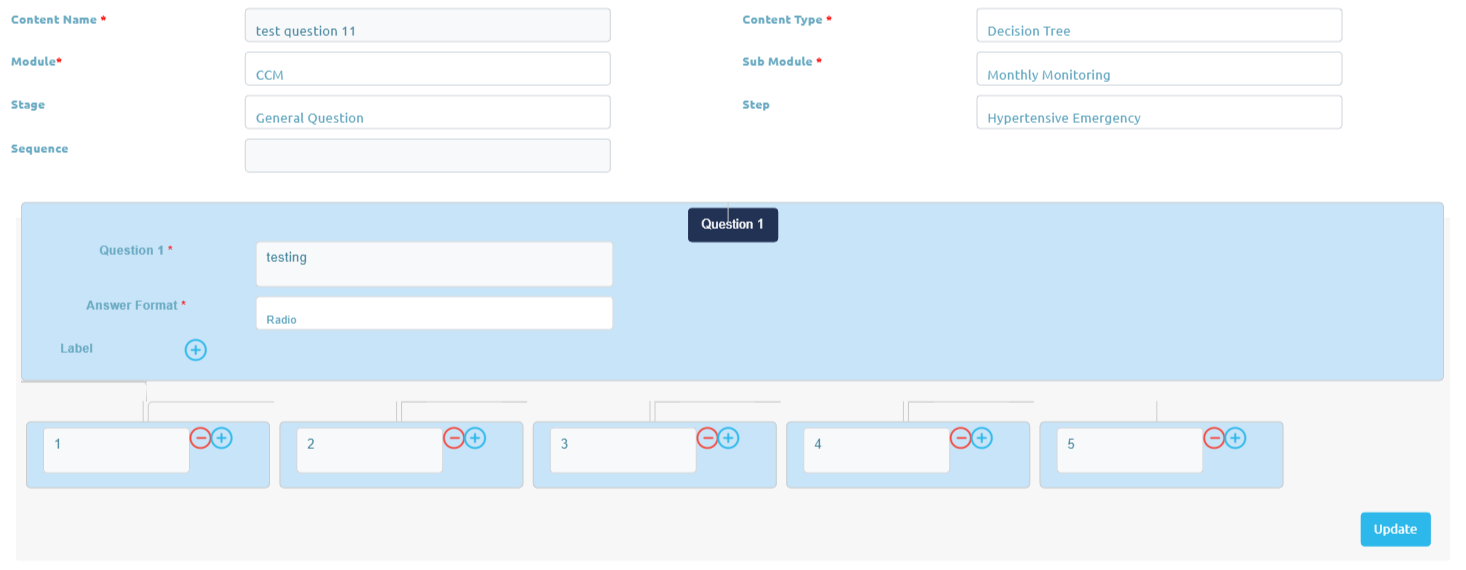 Content Name *
test question 11
Content Type *
Decision Tree
Module*
CCM
Sub Module *
Monthly Monitoring
Stage
General Question
Step
Hypertensive Emergency
Sequence
Question 1
Question 1 *
testing
Answer Format *
Radio
Label
1
2
3
4
5
Update